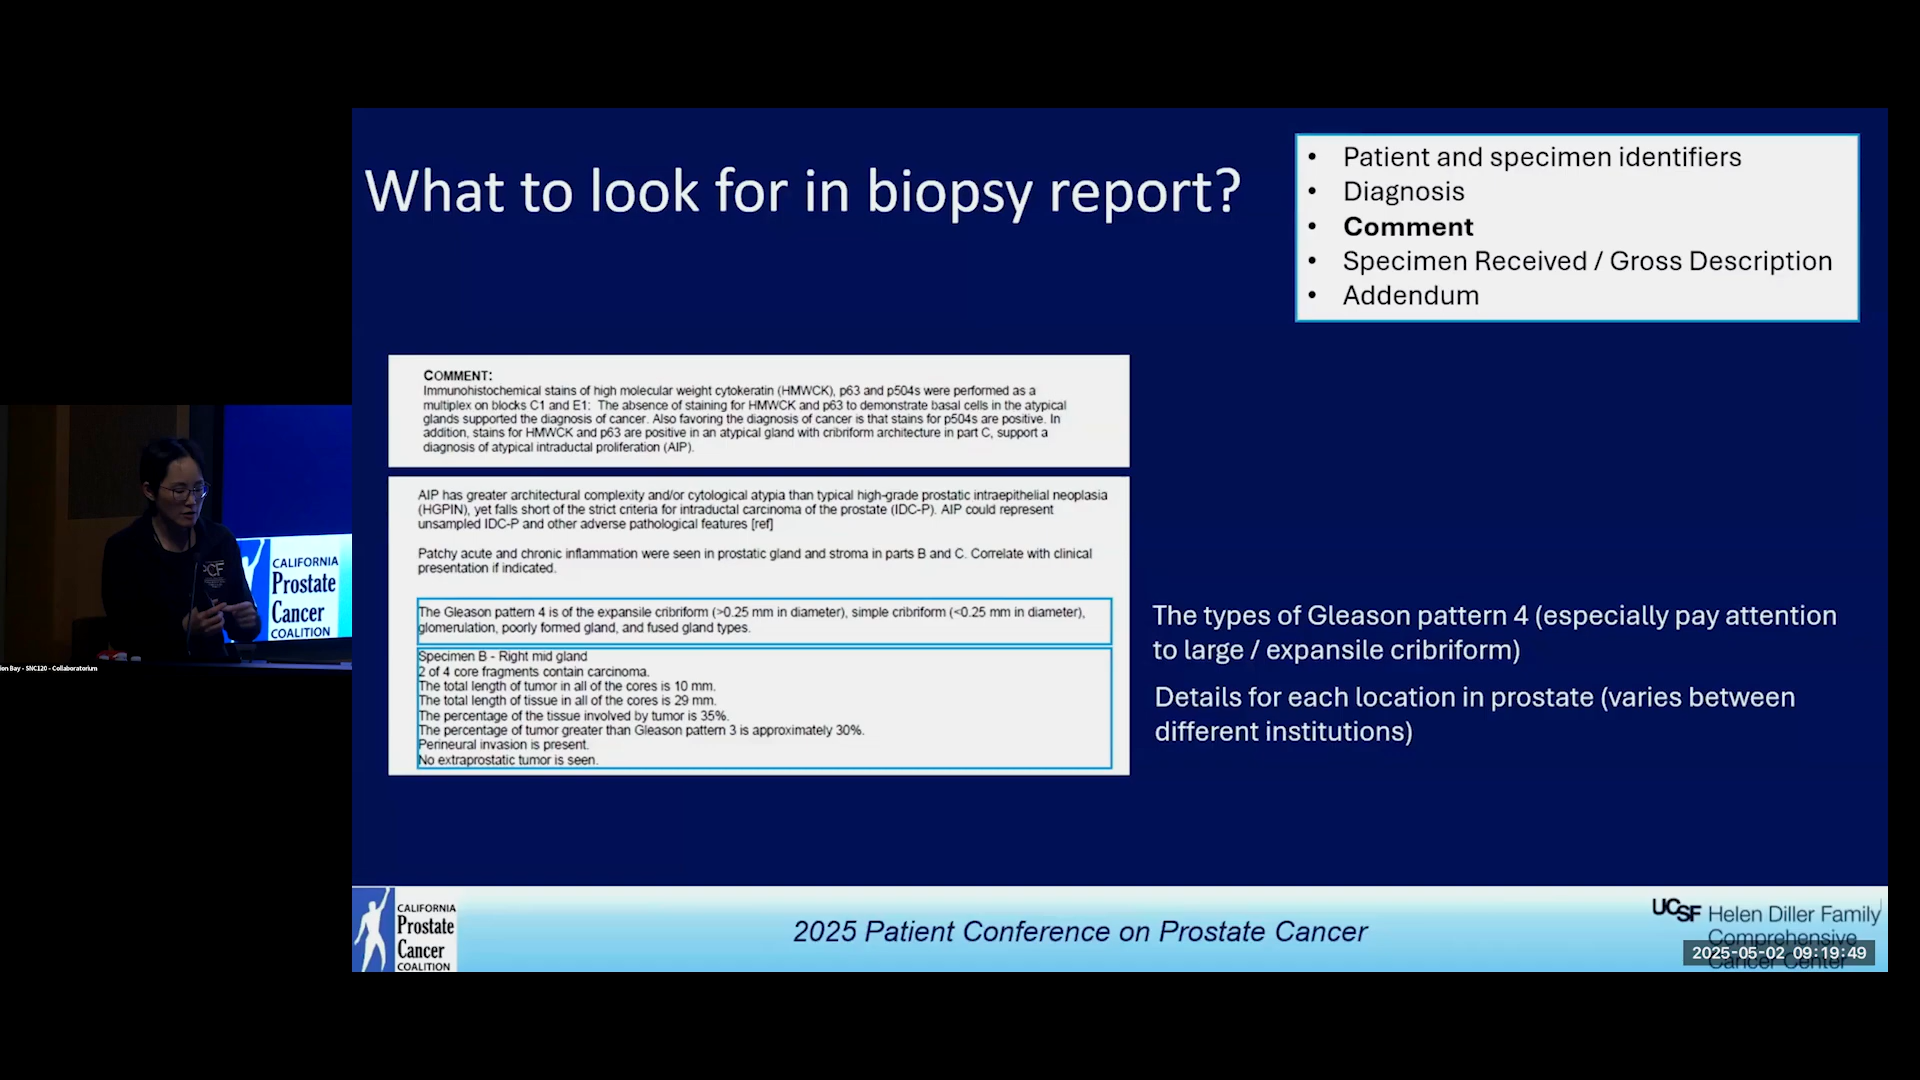 What to look for in biopsy report?
• Patient and specimen identifiers
• Diagnosis
• Comment
• Specimen Received / Gross Description
• Addendum
COMMENT:
Immunohistochemical stains of high molecular weight cytokeratin (HMWCK), p63 and p504s were performed as a
multiplex on blocks C1 and E1: The absence of staining for HMWCK and p63 to demonstrate basal cells in the atypical
glands supported the diagnosis of cancer. Also favoring the diagnosis of cancer is that stains for p504s are positive. In
addition, stains for HMWCK and p63 are positive in an atypical gland with cribriform architecture in part C, support a
diagnosis of atypical intraductal proliferation (AIP).
AIP has greater architectural complexity and/or cytological atypia than typical high-grade prostatic intraepithelial neoplasia
(HGPIN), yet falls short of the strict criteria for intraductal carcinoma of the prostate (IDC-P). AIP could represent
unsampled IDC-P and other adverse pathological features [ref]
Patchy acute and chronic inflammation were seen in prostatic gland and stroma in parts B and C. Correlate with clinical
presentation if indicated.
The Gleason pattern 4 is of the expansile cribriform (>0.25 mm in diameter), simple cribriform (<0.25 mm in diameter),
glomerulation, poorly formed gland, and fused gland types.
Specimen B - Right mid gland
2 of 4 core fragments contain carcinoma.
The total length of tumor in all of the cores is 10 mm.
The total length of tissue in all of the cores is 29 mm.
The percentage of the tissue involved by tumor is 35%.
The percentage of tumor greater than Gleason pattern 3 is approximately 30%.
Perineural invasion is present.
No extraprostatic tumor is seen.
The types of Gleason pattern 4 (especially pay attention
to large / expansile cribriform)
Details for each location in prostate (varies between
different institutions)
CALIFORNIA
Prostate
Cancer
COALITION
ion Bay - SNC120 - Collaboratorium
CALIFORNIA
Prostate
Cancer
COALITION
2025 Patient Conference on Prostate Cancer
UCSF Helen Diller Family
Comprehensive
Cancer Center
2025-05-02 09:19:49